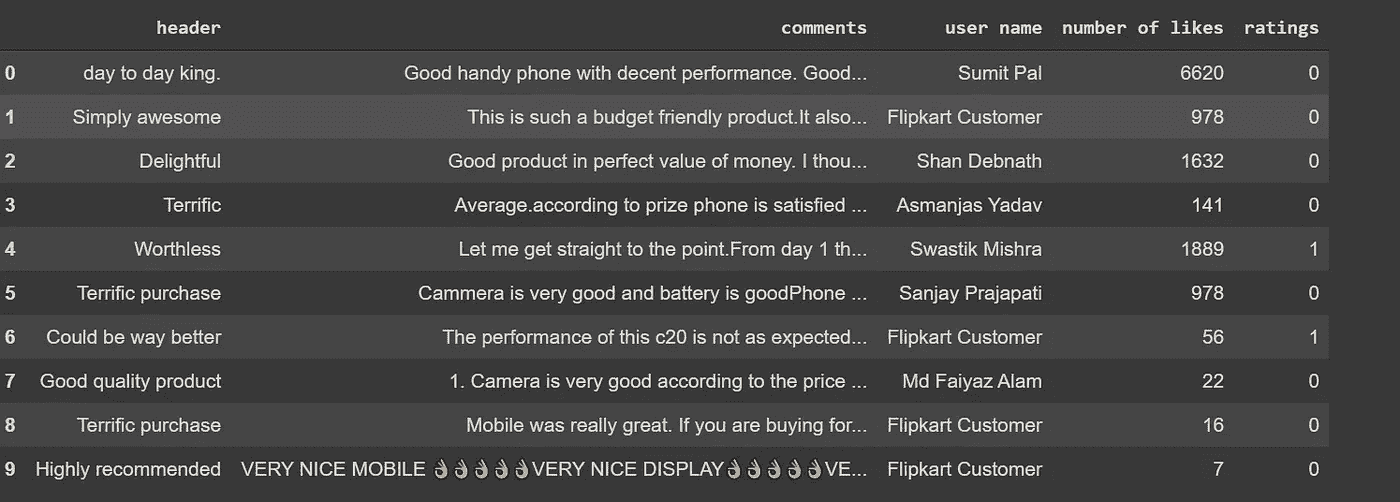 header comments user name number of likes ratings
0 day to day king. Good handy phone with decent performance. Good... Sumit Pal 6620 0
1 Simply awesome This is such a budget friendly product.It also... Flipkart Customer 978 0
2 Delightful Good product in perfect value of money. I thou... Shan Debnath 1632 0
3 Terrific Average.according to prize phone is satisfied ... Asmanjas Yadav 141 0
4 Worthless Let me get straight to the point.From day 1 th... Swastik Mishra 1889 1
5 Terrific purchase Cammera is very good and battery is goodPhone ... Sanjay Prajapati 978 0
6 Could be way better The performance of this c20 is not as expected... Flipkart Customer 56 1
7 Good quality product 1. Camera is very good according to the price ... Md Faiyaz Alam 22 0
8 Terrific purchase Mobile was really great. If you are buying for... Flipkart Customer 16 0
9 Highly recommended VERY NICE MOBILE 👌👌👌👌👌VERY NICE DISPLAY👌👌👌👌👌VE... Flipkart Customer 7 0